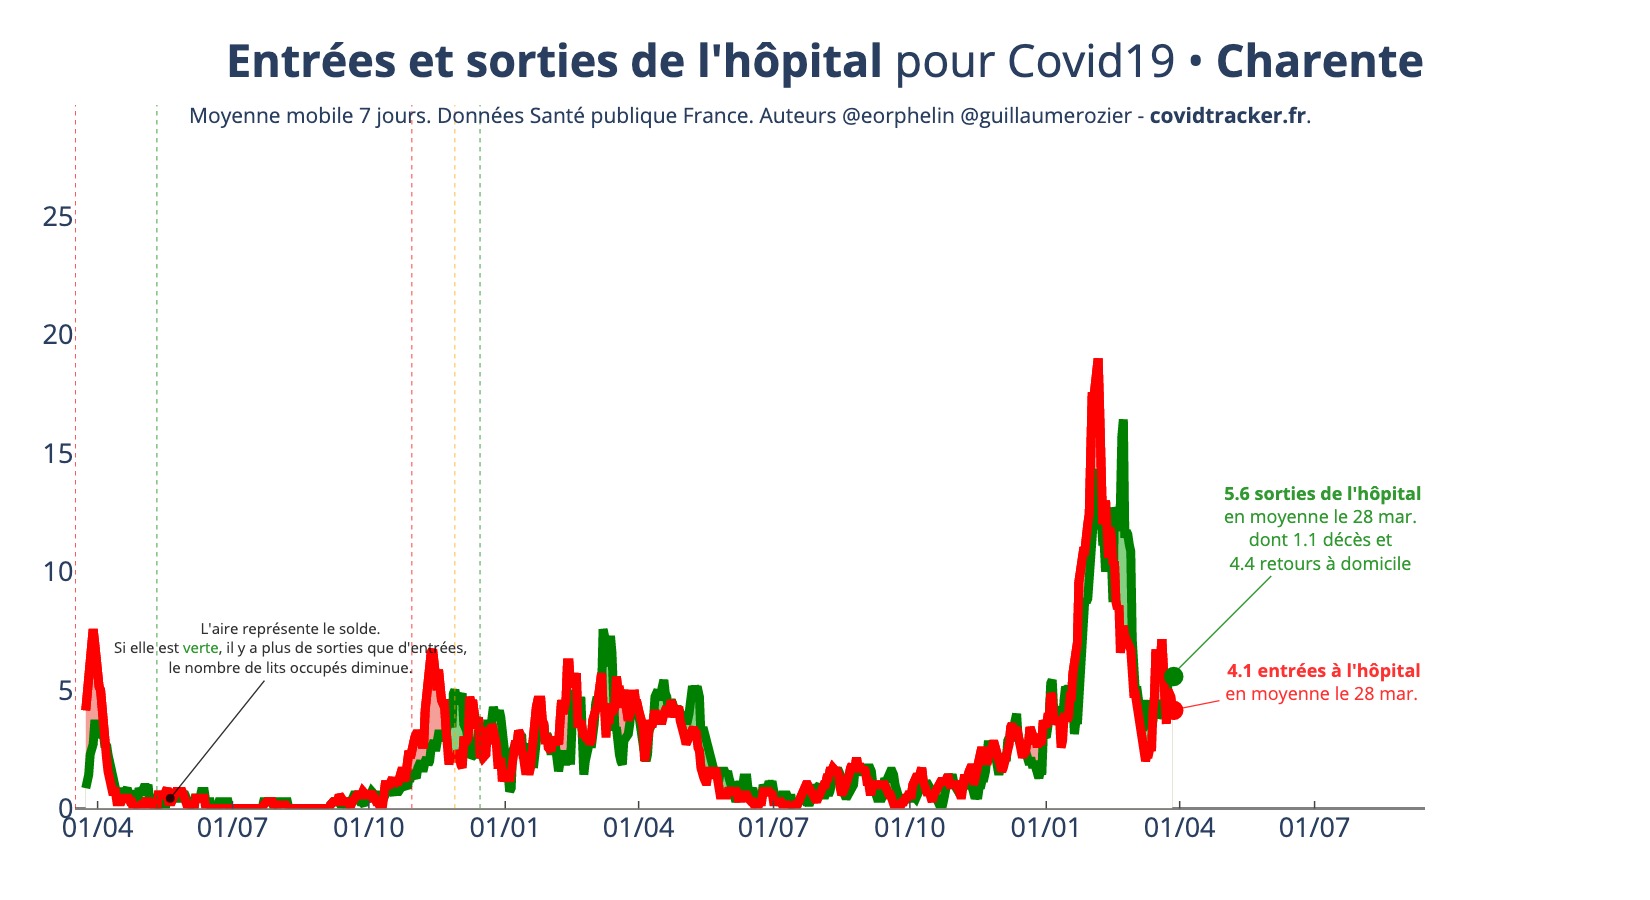 Entrées et sorties de l'hôpital pour Covid19 • Charente
Moyenne mobile 7 jours. Données Santé publique France. Auteurs @eorphelin @guillaumerozier - covidtracker.fr.
25
20
15
10
5
0
5.6 sorties de l'hôpital
en moyenne le 28 mar.
dont 1.1 décès et
4.4 retours à domicile
L'aire représente le solde.
Si elle est verte, il y a plus de sorties que d'entrées,
le nombre de lits occupés diminue.
4.1 entrées à l'hôpital
en moyenne le 28 mar.
01/04 01/07 01/10 01/01 01/04 01/07 01/10 01/01 01/04 01/07